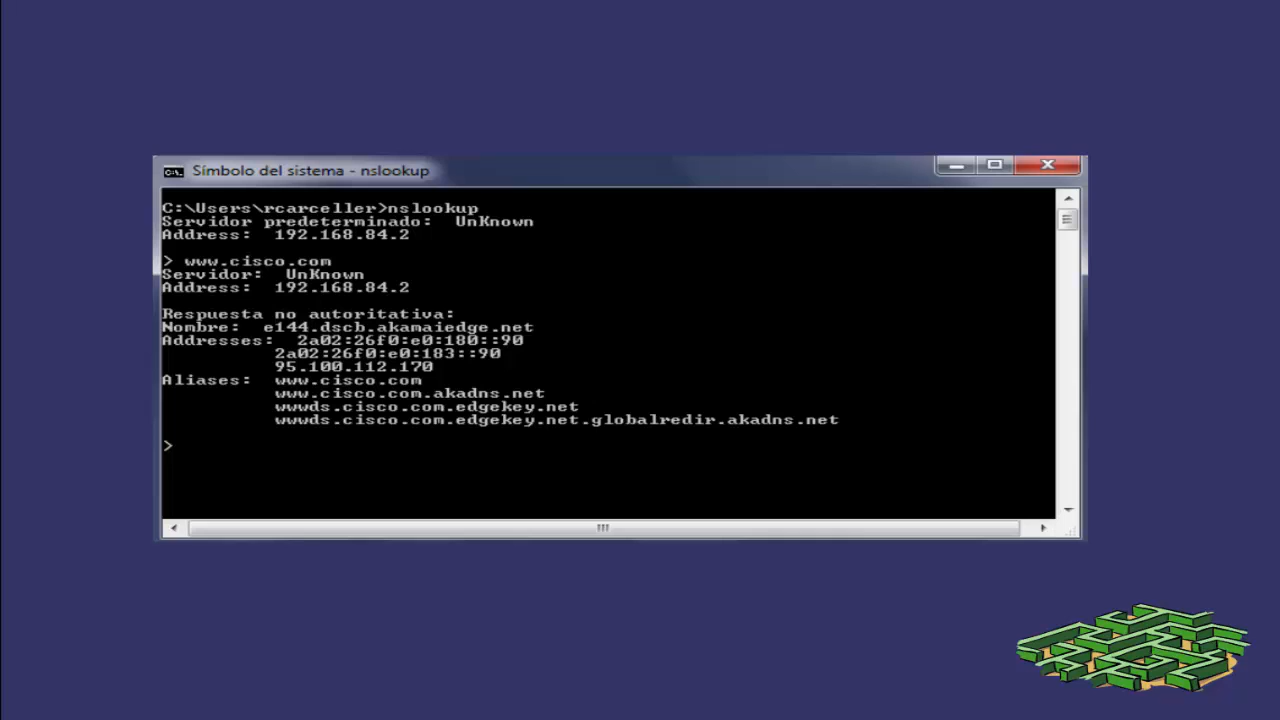 Símbolo del sistema - nslookup
C:\Users\rcarceller>nslookup
Servidor predeterminado:  UnKnown
Address:  192.168.84.2
> www.cisco.com
Servidor:  UnKnown
Address:  192.168.84.2
Respuesta no autoritativa:
Nombre:  e144.dscb.akamaiedge.net
Addresses:  2a02:26f0:e0:180::90
2a02:26f0:e0:183::90
95.100.112.170
Aliases:  www.cisco.com
www.cisco.com.akadns.net
wwwds.cisco.com.edgekey.net
wwwds.cisco.com.edgekey.net.globalredir.akadns.net
>